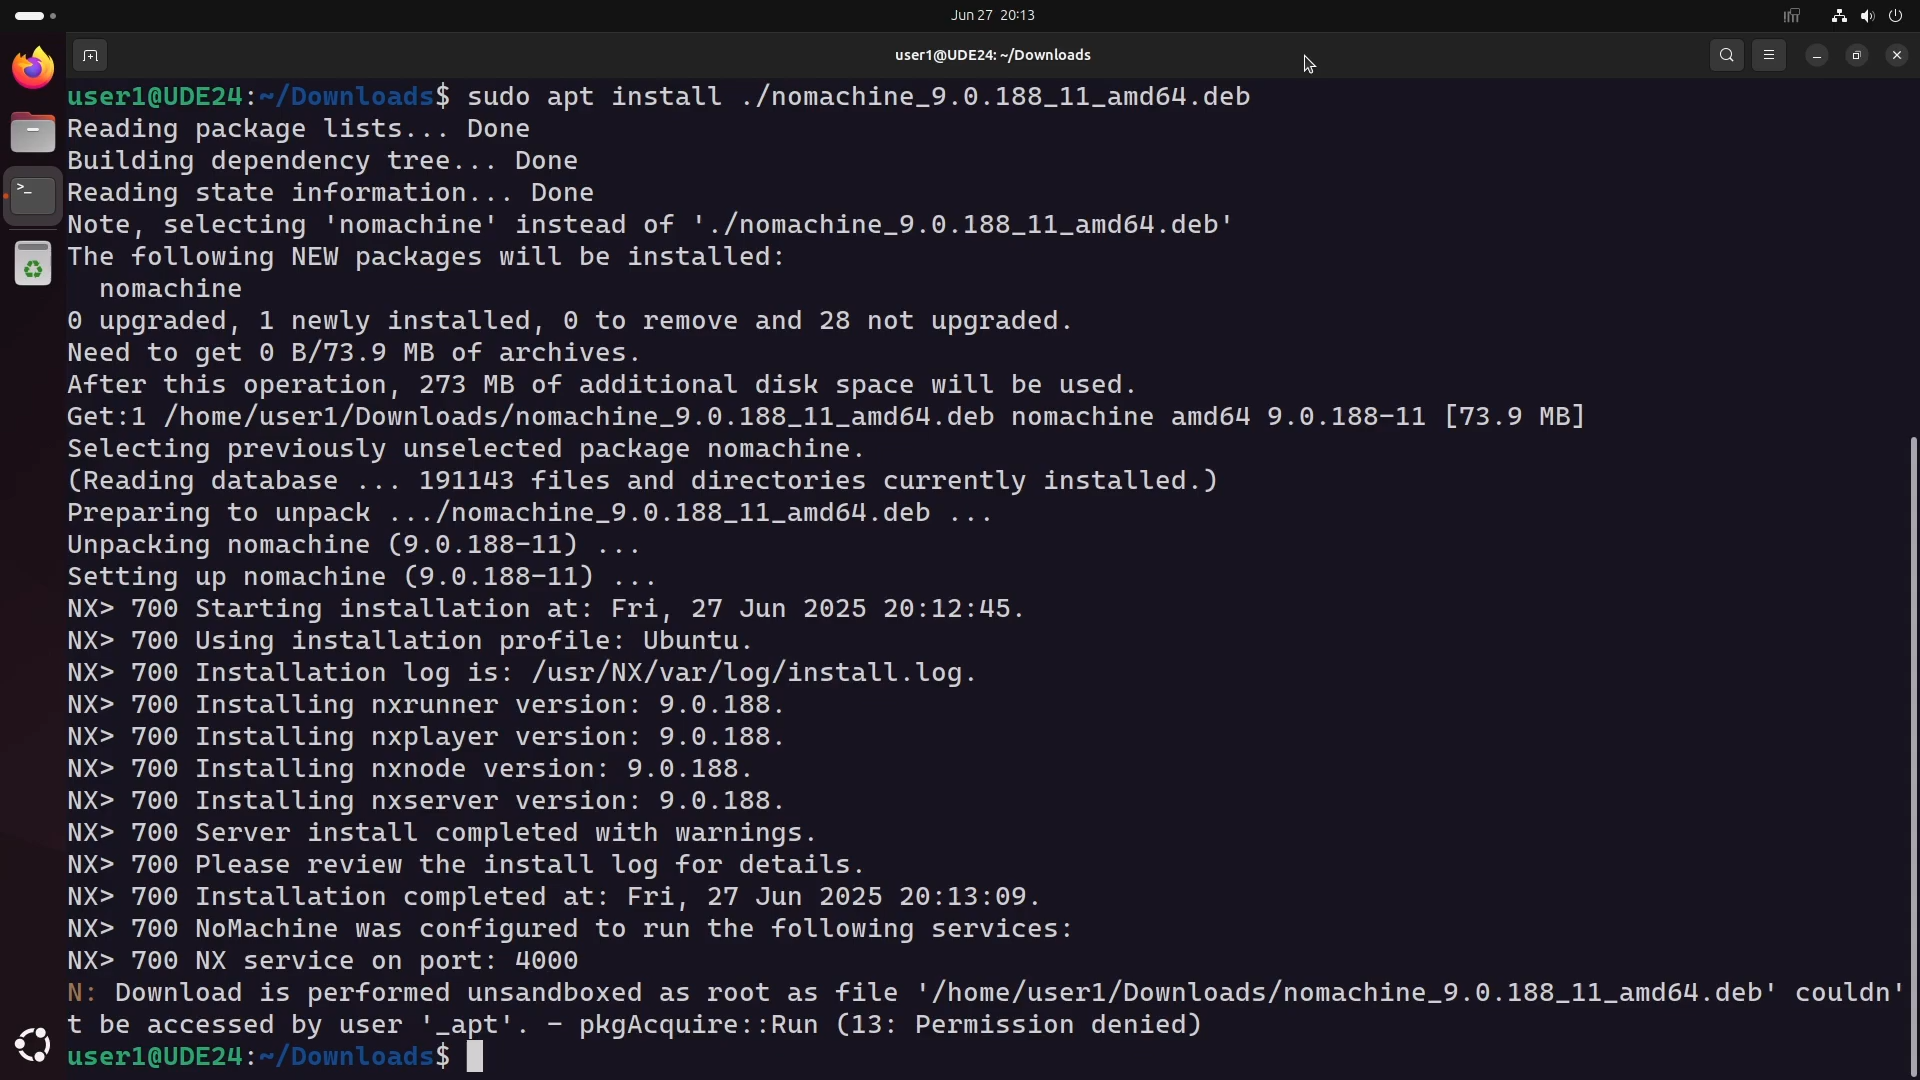 Jun 27 20:13
user1@UDE24: ~/Downloads
user1@UDE24:~/Downloads$ sudo apt install ./nomachine_9.0.188_11_amd64.deb
Reading package lists... Done
Building dependency tree... Done
Reading state information... Done
Note, selecting 'nomachine' instead of './nomachine_9.0.188_11_amd64.deb'
The following NEW packages will be installed:
  nomachine
0 upgraded, 1 newly installed, 0 to remove and 28 not upgraded.
Need to get 0 B/73.9 MB of archives.
After this operation, 273 MB of additional disk space will be used.
Get:1 /home/user1/Downloads/nomachine_9.0.188_11_amd64.deb nomachine amd64 9.0.188-11 [73.9 MB]
Selecting previously unselected package nomachine.
(Reading database ... 191143 files and directories currently installed.)
Preparing to unpack .../nomachine_9.0.188_11_amd64.deb ...
Unpacking nomachine (9.0.188-11) ...
Setting up nomachine (9.0.188-11) ...
NX> 700 Starting installation at: Fri, 27 Jun 2025 20:12:45.
NX> 700 Using installation profile: Ubuntu.
NX> 700 Installation log is: /usr/NX/var/log/install.log.
NX> 700 Installing nxrunner version: 9.0.188.
NX> 700 Installing nxplayer version: 9.0.188.
NX> 700 Installing nxnode version: 9.0.188.
NX> 700 Installing nxserver version: 9.0.188.
NX> 700 Server install completed with warnings.
NX> 700 Please review the install log for details.
NX> 700 Installation completed at: Fri, 27 Jun 2025 20:13:09.
NX> 700 NoMachine was configured to run the following services:
NX> 700 NX service on port: 4000
N: Download is performed unsandboxed as root as file '/home/user1/Downloads/nomachine_9.0.188_11_amd64.deb' couldn'
t be accessed by user '_apt'. - pkgAcquire::Run (13: Permission denied)
user1@UDE24:~/Downloads$